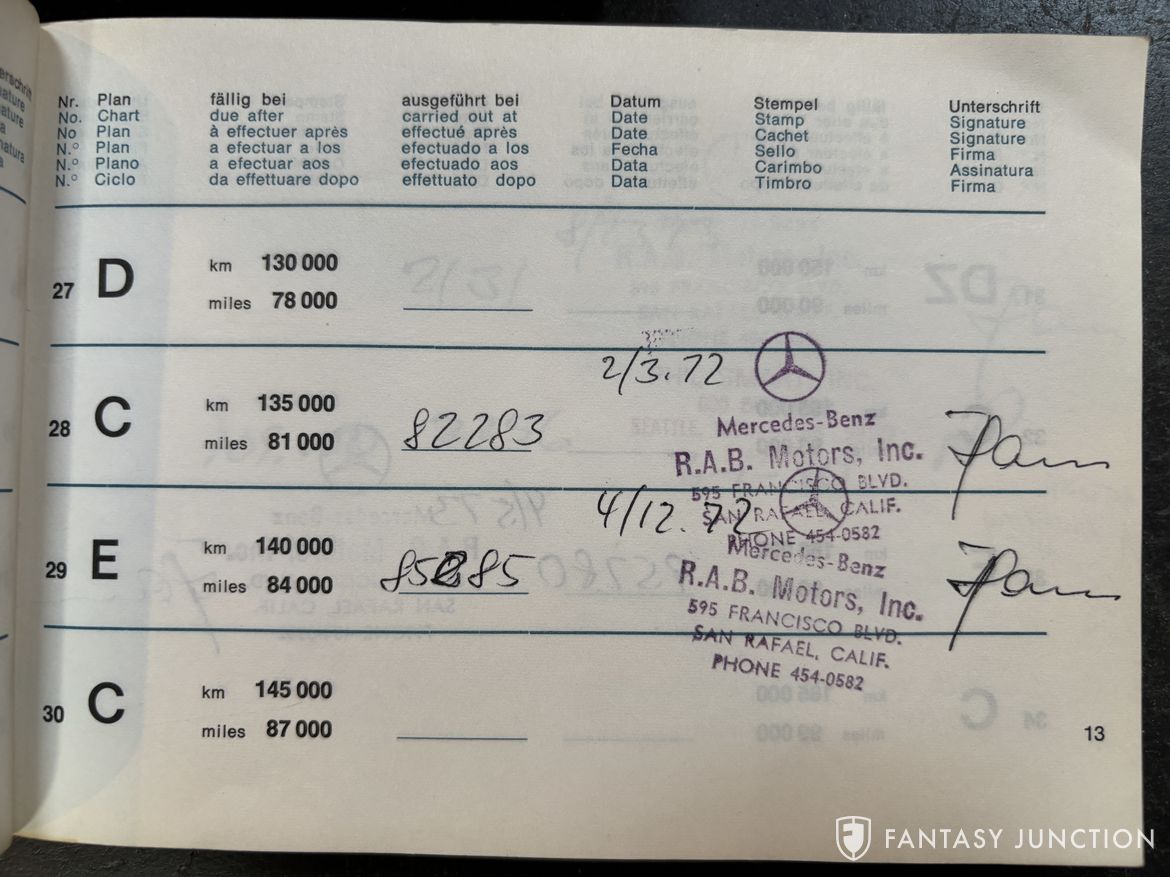 Nr. Plan fällig bei ausgeführt bei Datum Stempel Unterschrift
No. Chart due after carried out at Date Stamp Signature
No Plan à effectuer après effectué après Date Cachet Signature
N.º Plan a efectuar a los efectuado a los Fecha Sello Firma
N.º Plano a efectuar aos efectuado aos Data Carimbo Assinatura
N.º Ciclo da effettuare dopo effettuato dopo Data Timbro Firma
27 D km 130 000
miles 78 000
2/3.72
28 C km 135 000
miles 81 000 82283
Mercedes-Benz
R.A.B. Motors, Inc.
595 FRANCISCO BLVD.
SAN RAFAEL, CALIF.
PHONE 454-0582
4/12.72
29 E km 140 000
miles 84 000
Mercedes-Benz
R.A.B. Motors, Inc.
595 FRANCISCO BLVD.
SAN RAFAEL, CALIF.
PHONE 454-0582
30 C km 145 000
miles 87 000
13
FANTASY JUNCTION